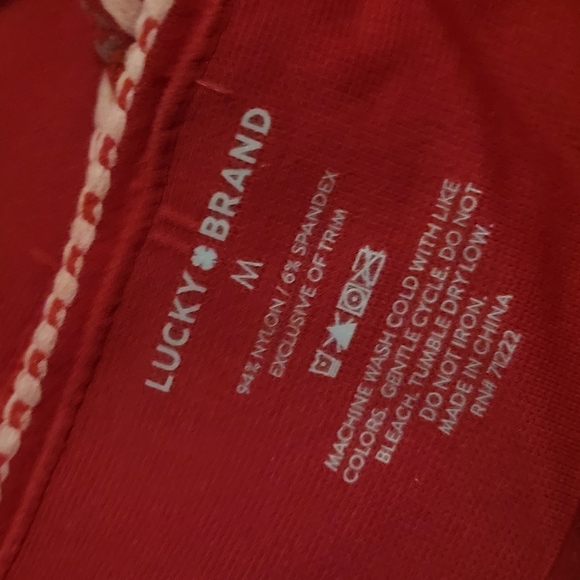 LUCKY BRAND
M
94% NYLON / 6% SPANDEX
EXCLUSIVE OF TRIM
MACHINE WASH COLD WITH LIKE
COLORS. GENTLE CYCLE. DO NOT
BLEACH. TUMBLE DRY LOW.
DO NOT IRON.
MADE IN CHINA
RN# 71222